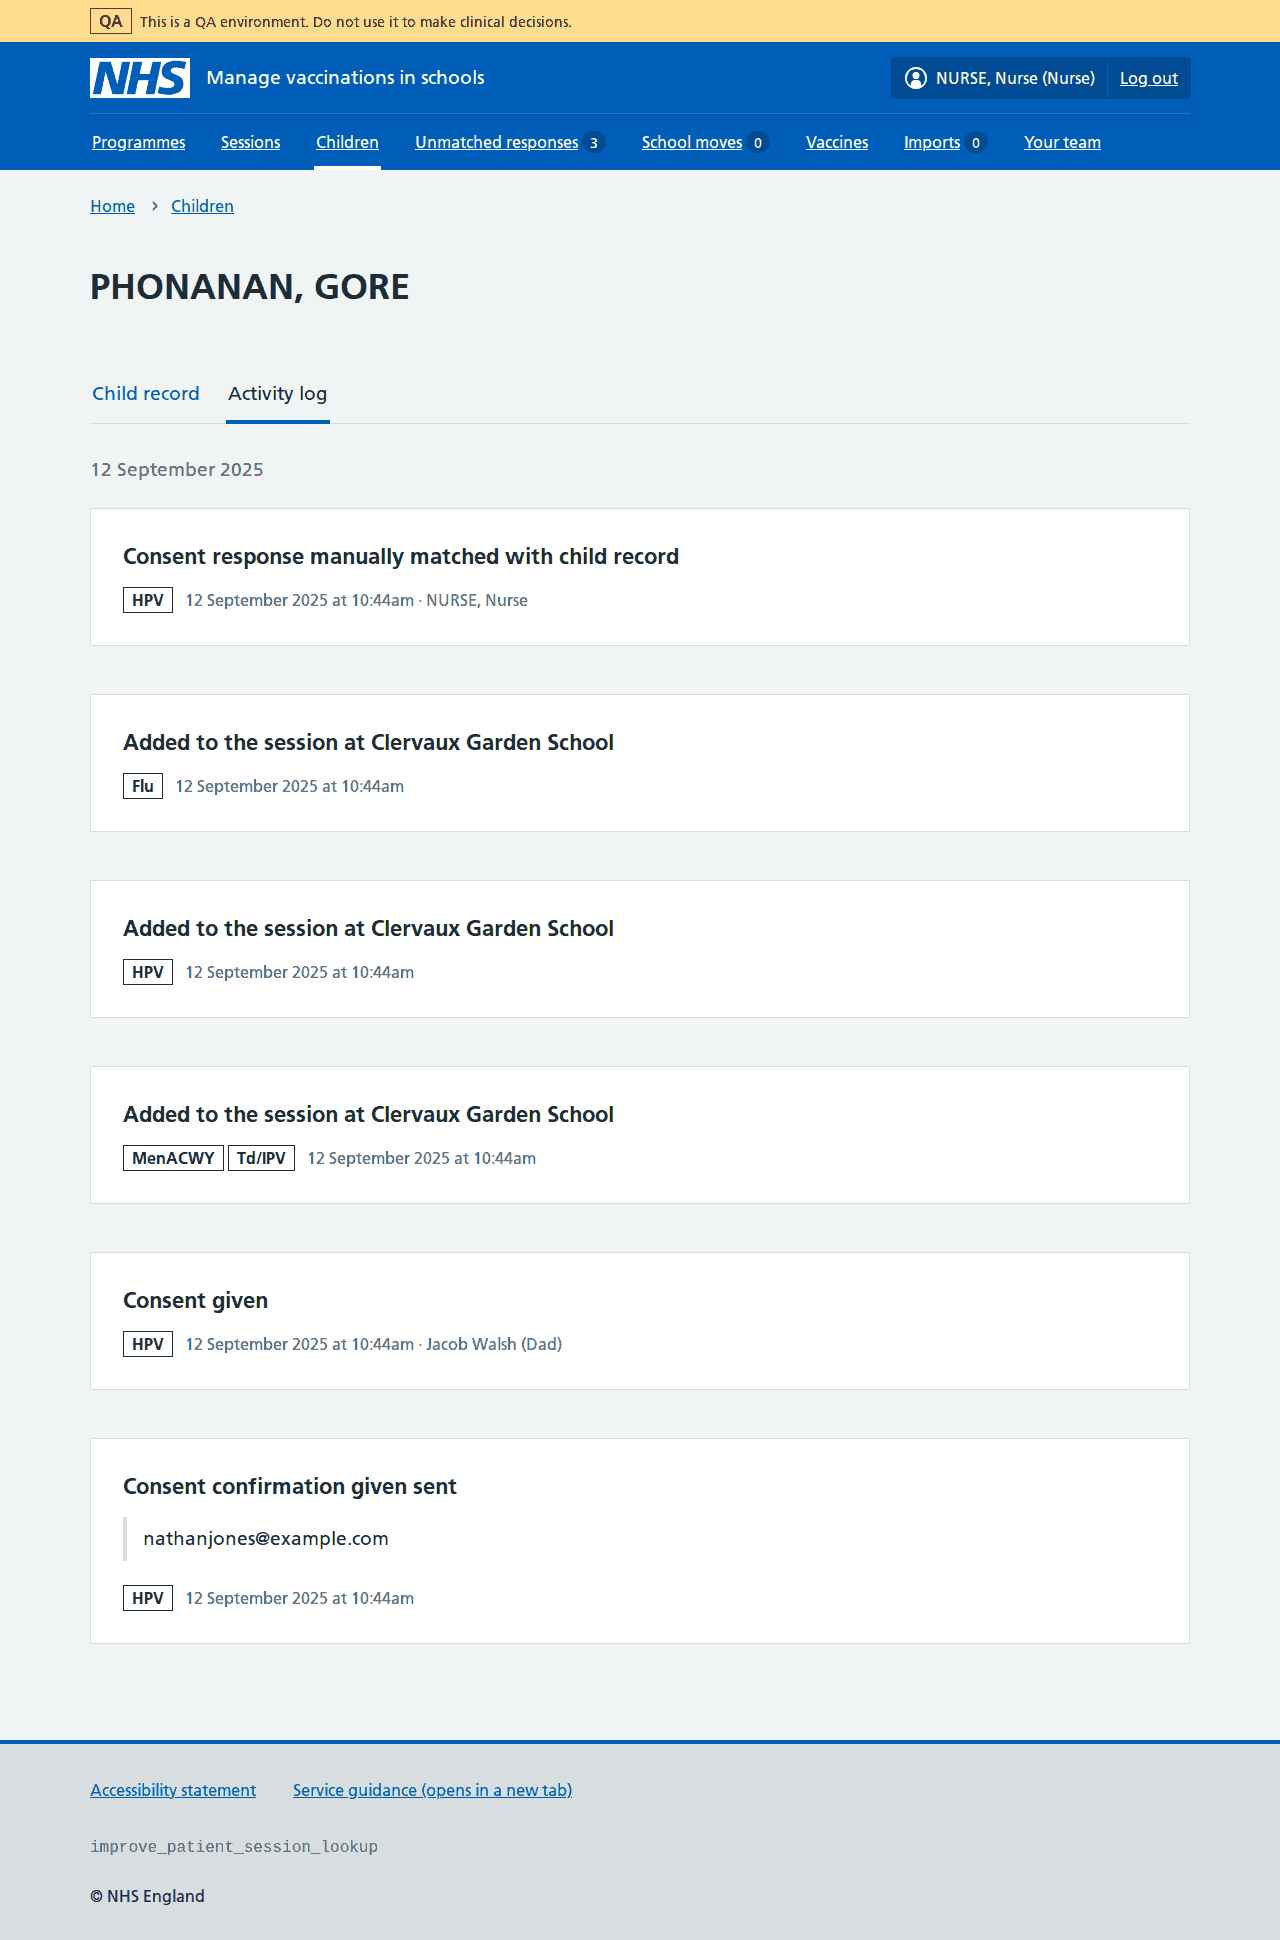 QA This is a QA environment. Do not use it to make clinical decisions.
NHS Manage vaccinations in schools NURSE, Nurse (Nurse) Log out
Programmes Sessions Children Unmatched responses 3 School moves 0 Vaccines Imports 0 Your team
Home › Children
PHONANAN, GORE
Child record Activity log
12 September 2025
Consent response manually matched with child record
HPV 12 September 2025 at 10:44am · NURSE, Nurse
Added to the session at Clervaux Garden School
Flu 12 September 2025 at 10:44am
Added to the session at Clervaux Garden School
HPV 12 September 2025 at 10:44am
Added to the session at Clervaux Garden School
MenACWY Td/IPV 12 September 2025 at 10:44am
Consent given
HPV 12 September 2025 at 10:44am · Jacob Walsh (Dad)
Consent confirmation given sent
nathanjones@example.com
HPV 12 September 2025 at 10:44am
Accessibility statement Service guidance (opens in a new tab)
improve_patient_session_lookup
© NHS England